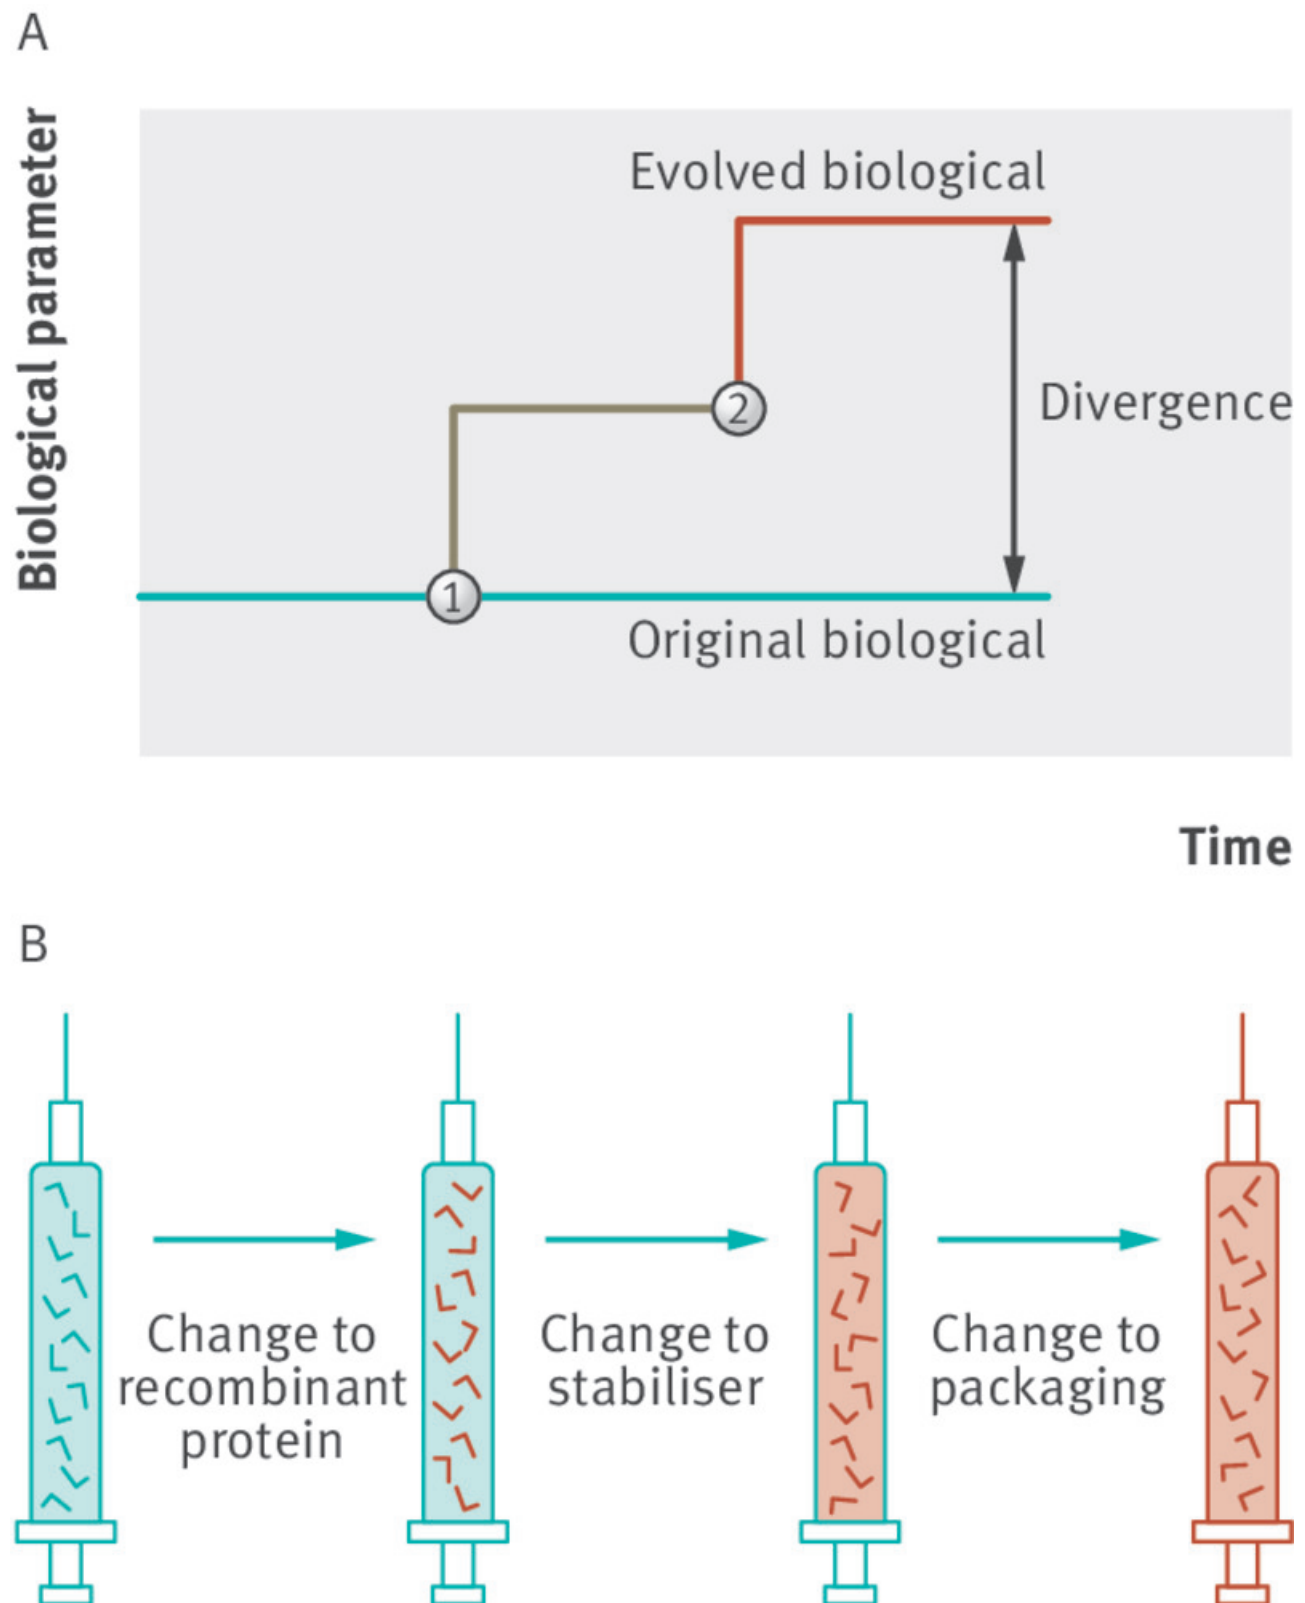 A
Biological parameter
Evolved biological
2
Divergence
1
Original biological
Time
B
Change to
recombinant
protein
Change to
stabiliser
Change to
packaging